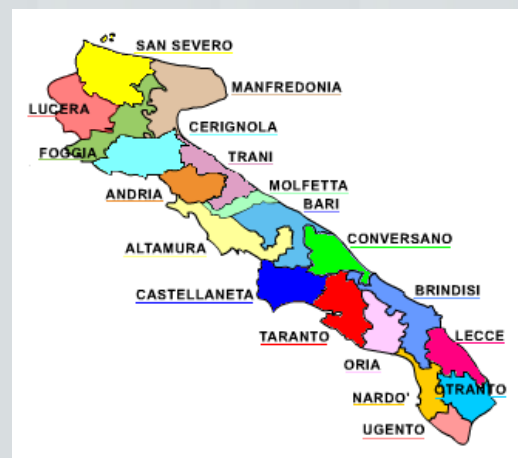 SAN SEVERO
MANFREDONIA
LUCERA
CERIGNOLA
FOGGIA
TRANI
ANDRIA
MOLFETTA
BARI
ALTAMURA
CONVERSANO
CASTELLANETA
BRINDISI
TARANTO
LECCE
ORIA
OTRANTO
NARDO'
UGENTO